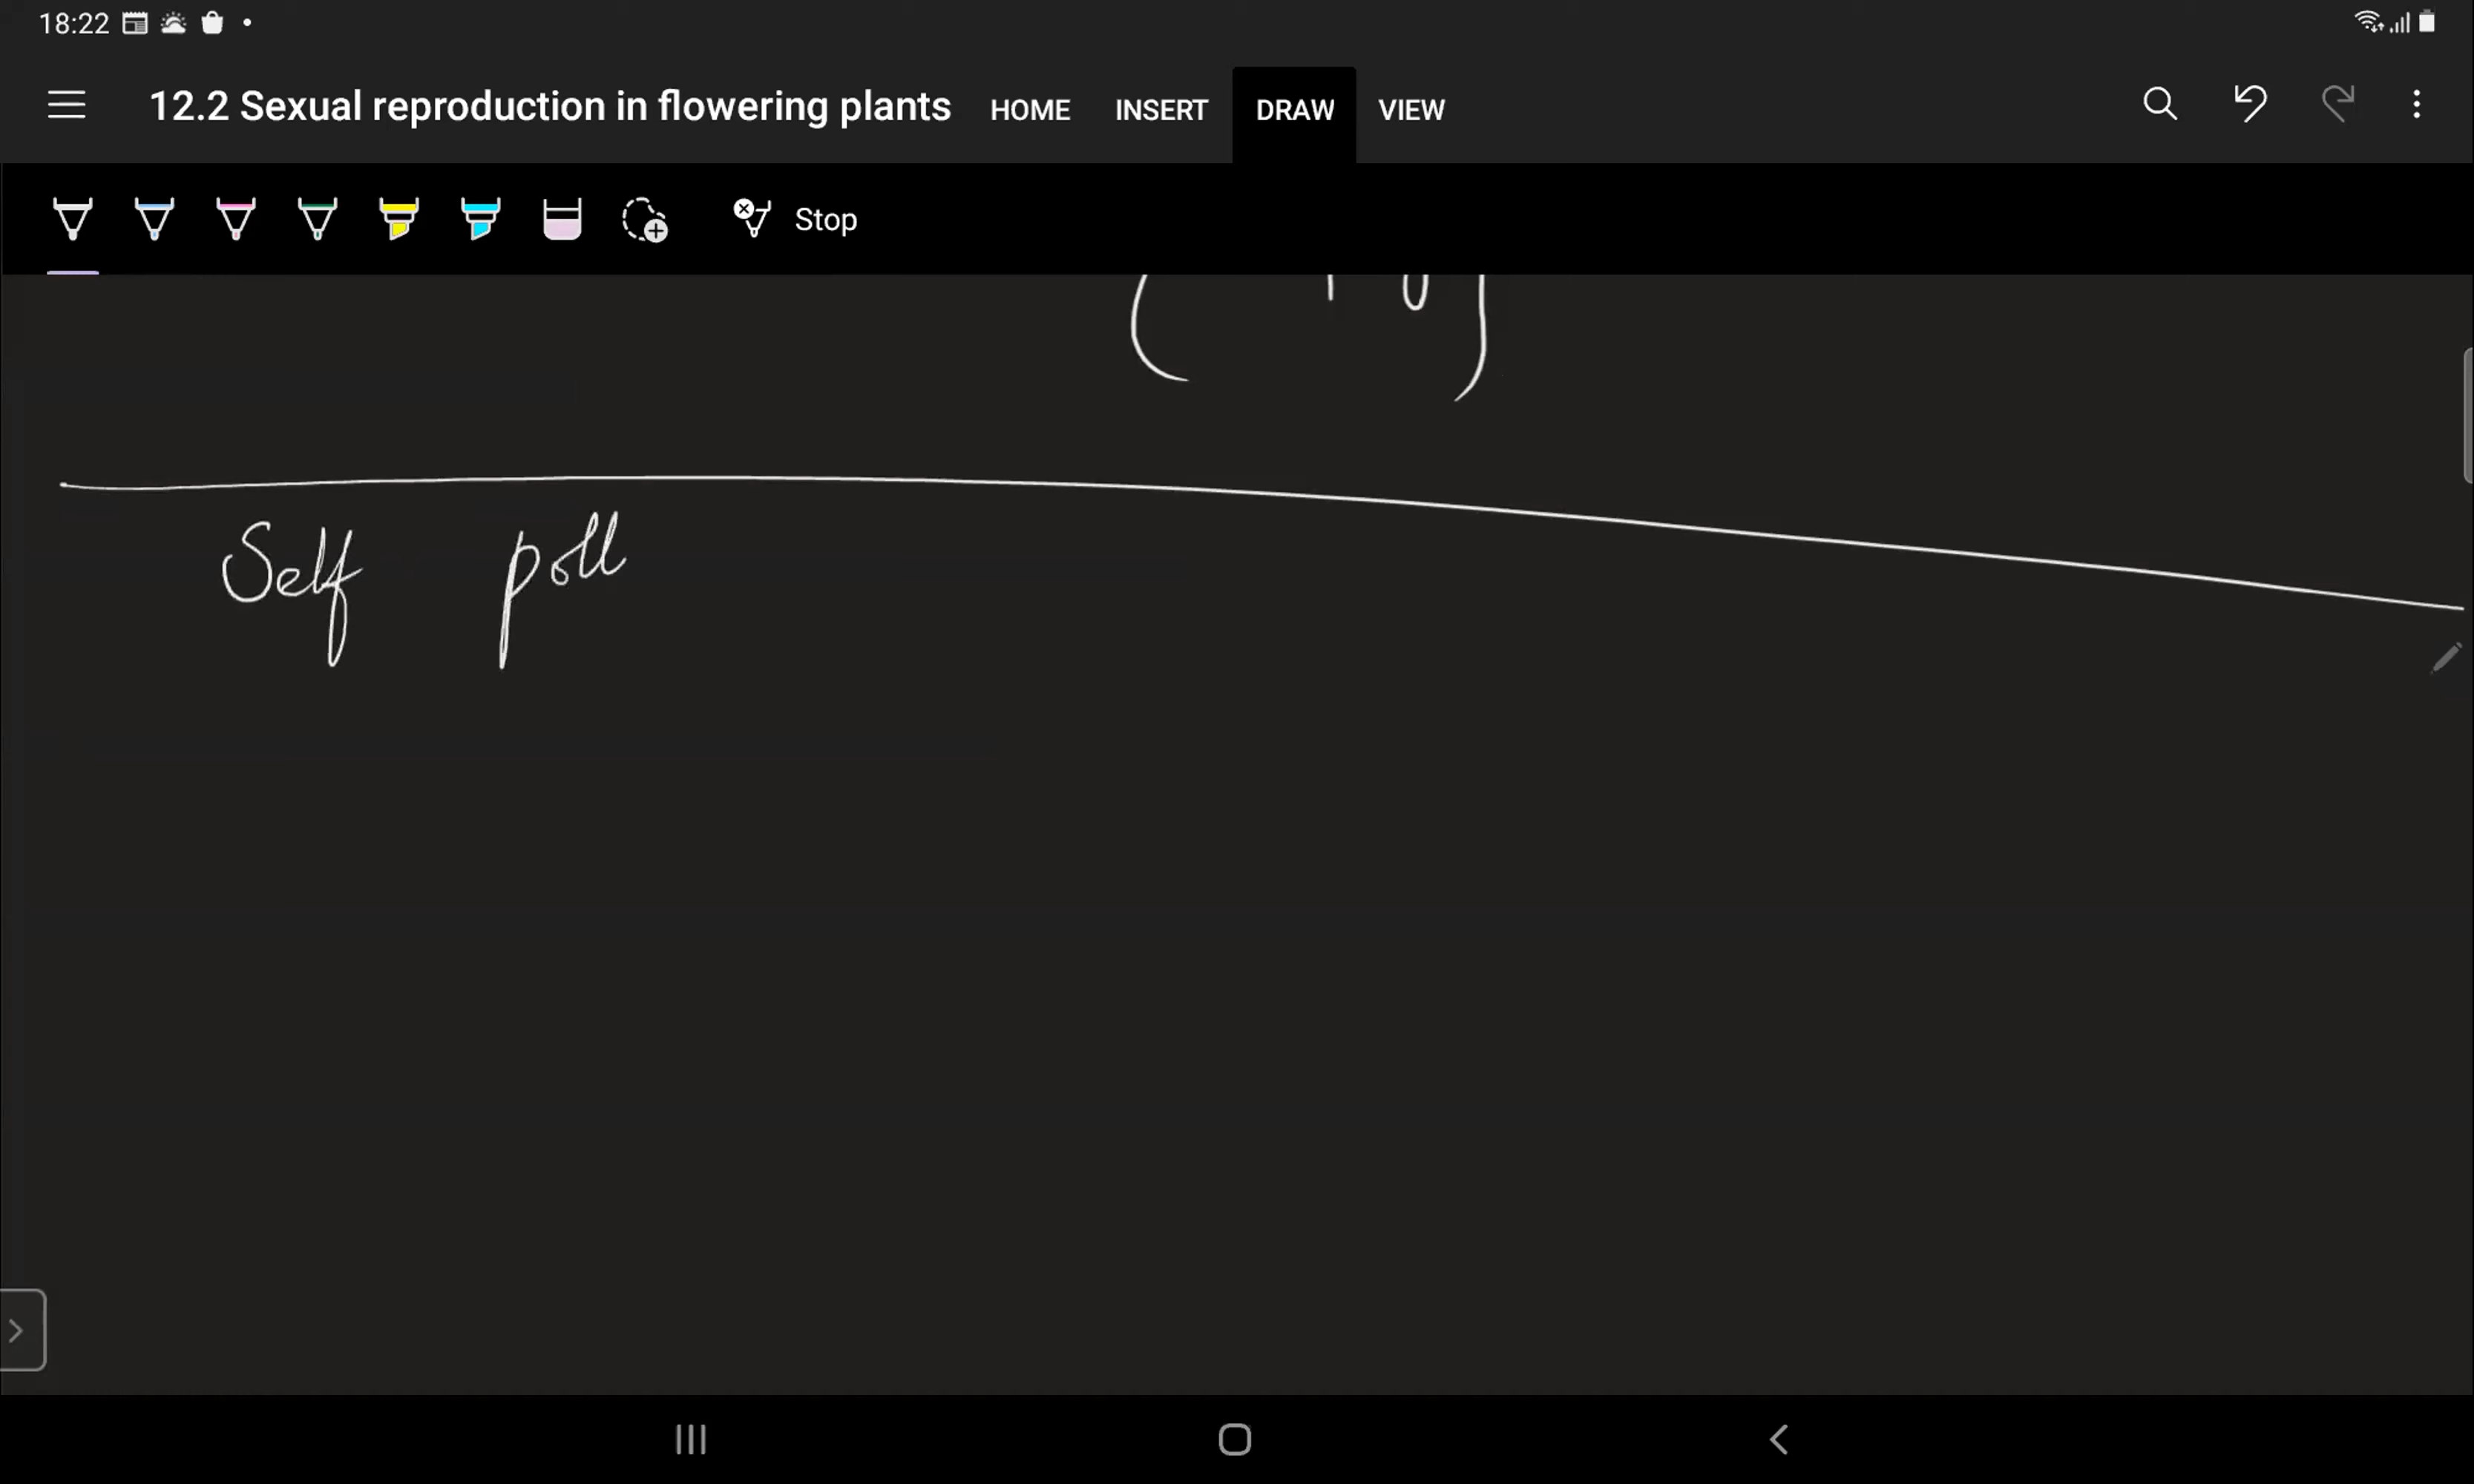 18:22
12.2 Sexual reproduction in flowering plants HOME INSERT DRAW VIEW
Stop
Self poll